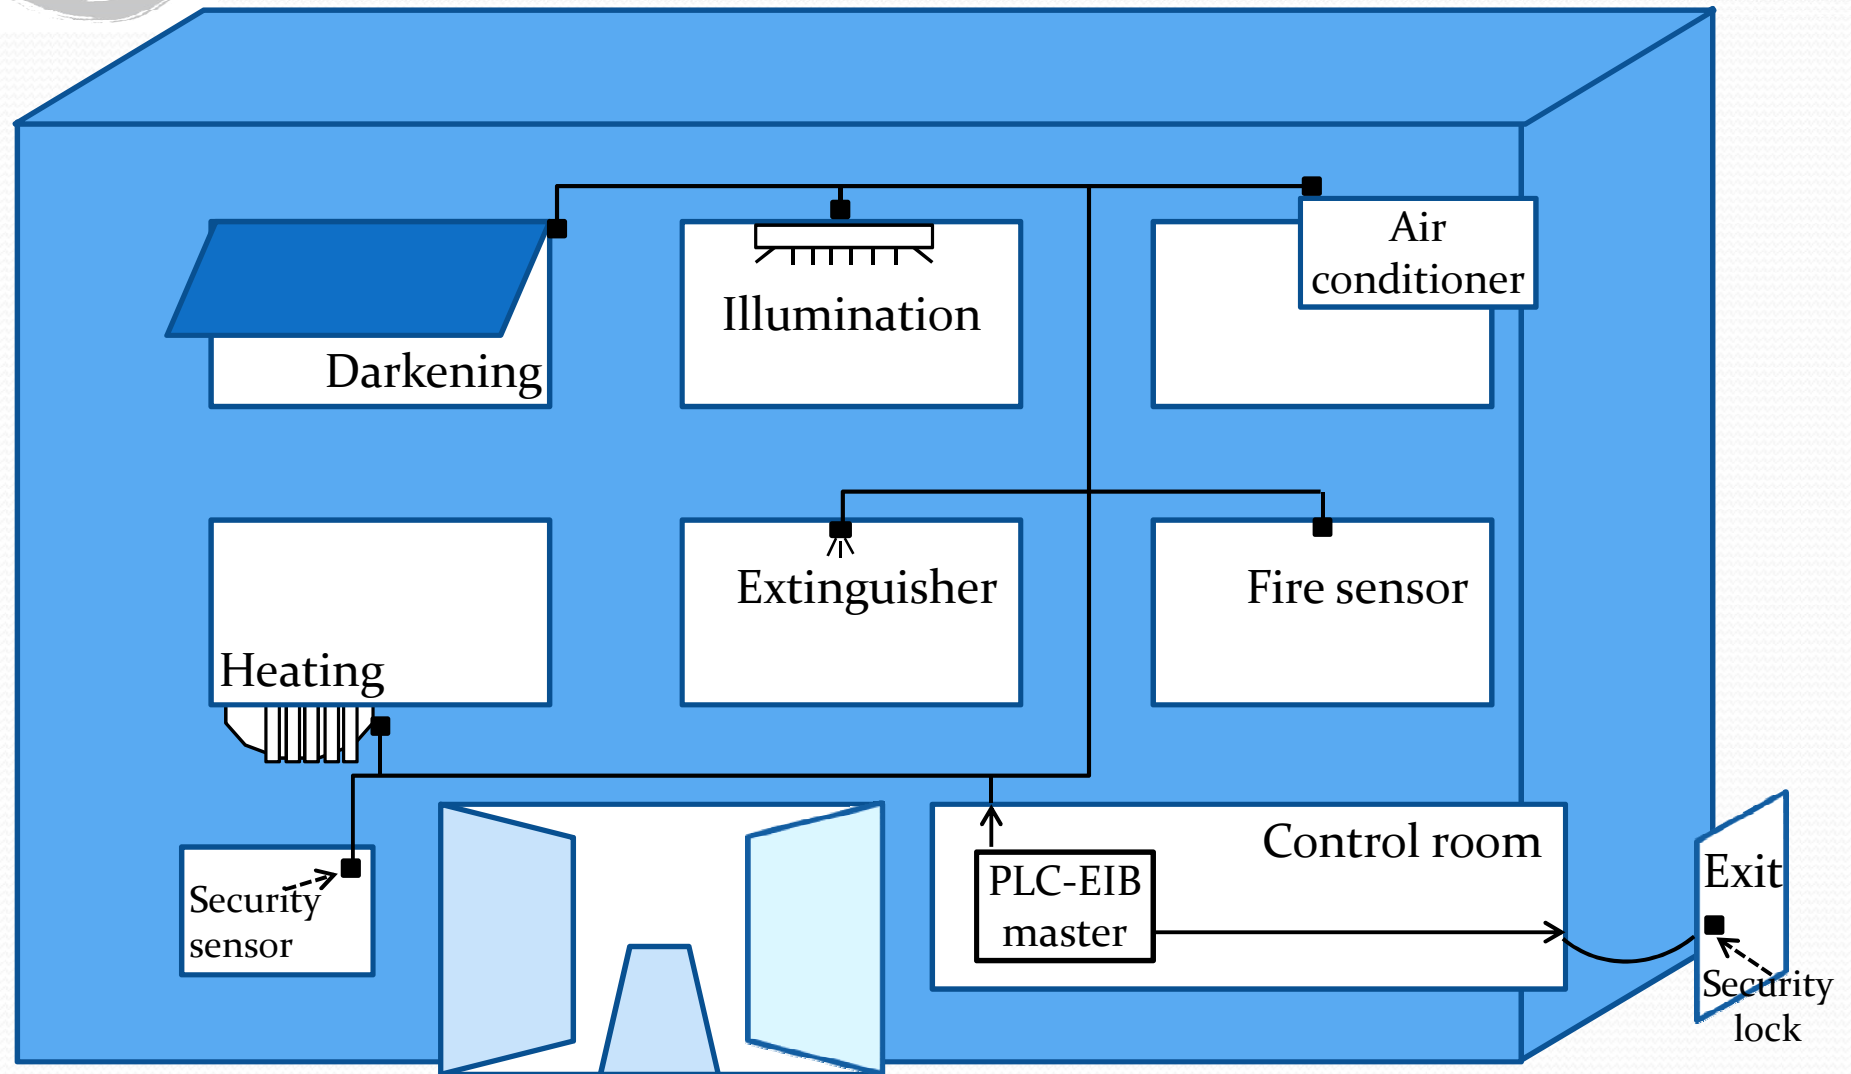 Air
conditioner
Illumination
Darkening
Extinguisher
Fire sensor
Heating
Control room
PLC-EIB
master
Security
sensor
Exit
Security
lock